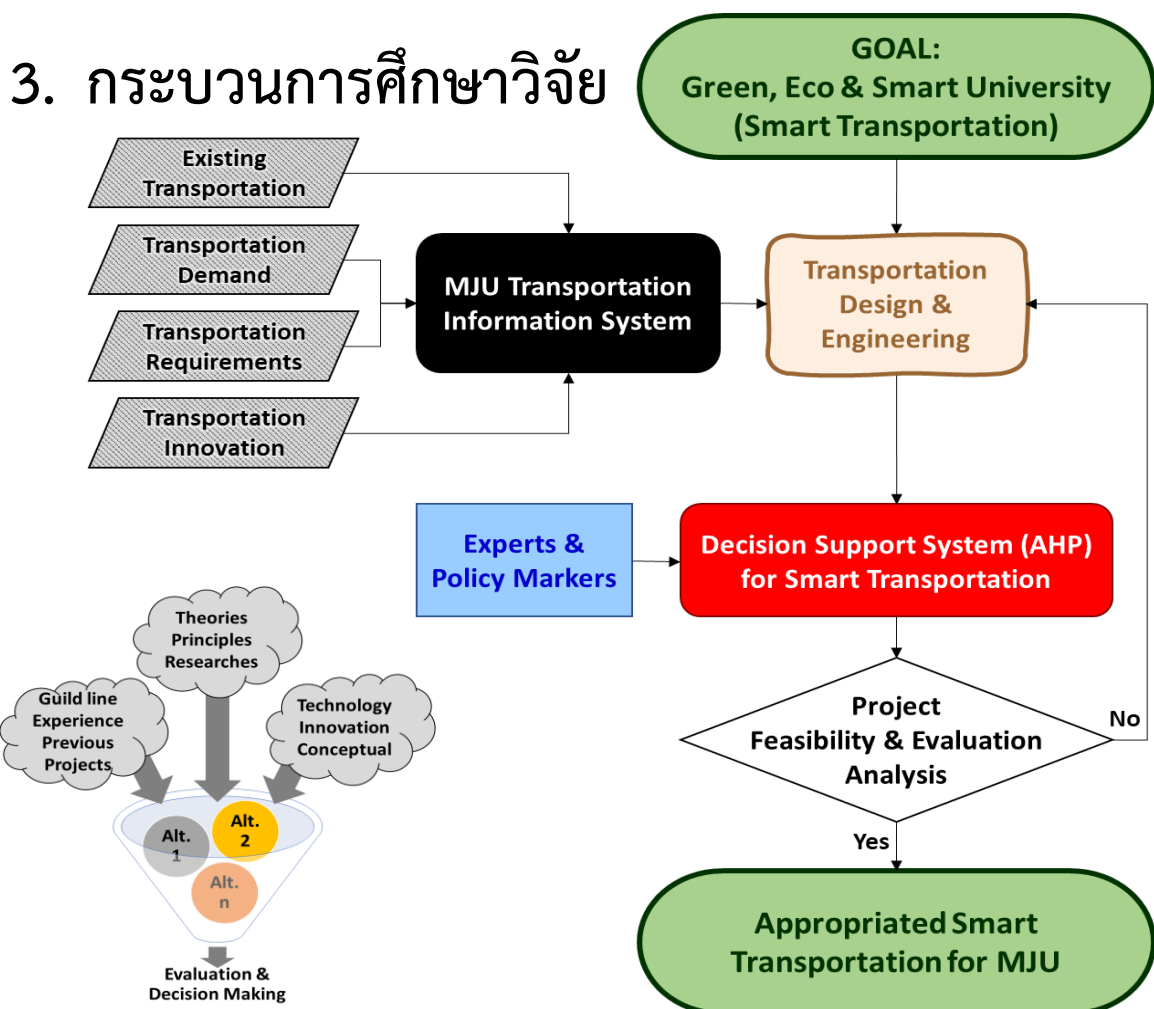 3. กระบวนการศึกษาวิจัย
GOAL:
Green, Eco & Smart University
(Smart Transportation)
Existing
Transportation
Transportation
Demand
Transportation
Requirements
Transportation
Innovation
MJU Transportation
Information System
Transportation
Design &
Engineering
Experts &
Policy Markers
Decision Support System (AHP)
for Smart Transportation
Project
Feasibility & Evaluation
Analysis
No
Yes
Appropriated Smart
Transportation for MJU
Theories
Principles
Researches
Guild line
Experience
Previous
Projects
Technology
Innovation
Conceptual
Alt.
1
Alt.
2
Alt.
n
Evaluation &
Decision Making